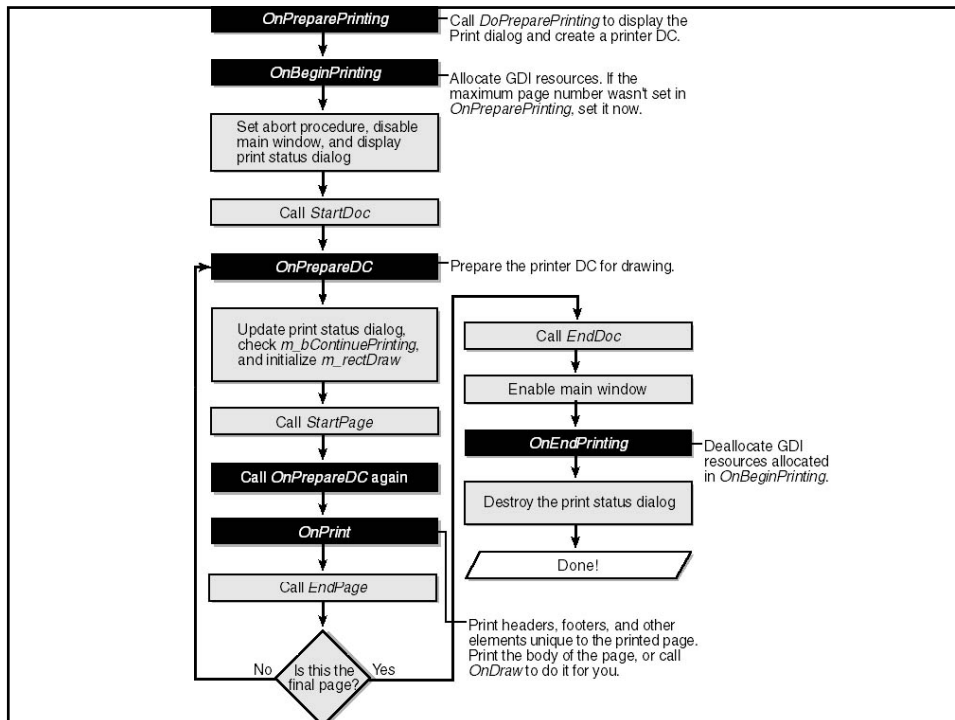 OnPreparePrinting
Call DoPreparePrinting to display the
Print dialog and create a printer DC.
OnBeginPrinting
Allocate GDI resources. If the
maximum page number wasn't set in
OnPreparePrinting, set it now.
Set abort procedure, disable
main window, and display
print status dialog
Call StartDoc
OnPrepareDC
Prepare the printer DC for drawing.
Update print status dialog,
check m_bContinuePrinting,
and initialize m_rectDraw
Call StartPage
Call OnPrepareDC again
OnPrint
Print headers, footers, and other
elements unique to the printed page.
Print the body of the page, or call
OnDraw to do it for you.
Call EndPage
Is this the
final page?
No
Yes
Call EndDoc
Enable main window
OnEndPrinting
Deallocate GDI
resources allocated
in OnBeginPrinting.
Destroy the print status dialog
Done!